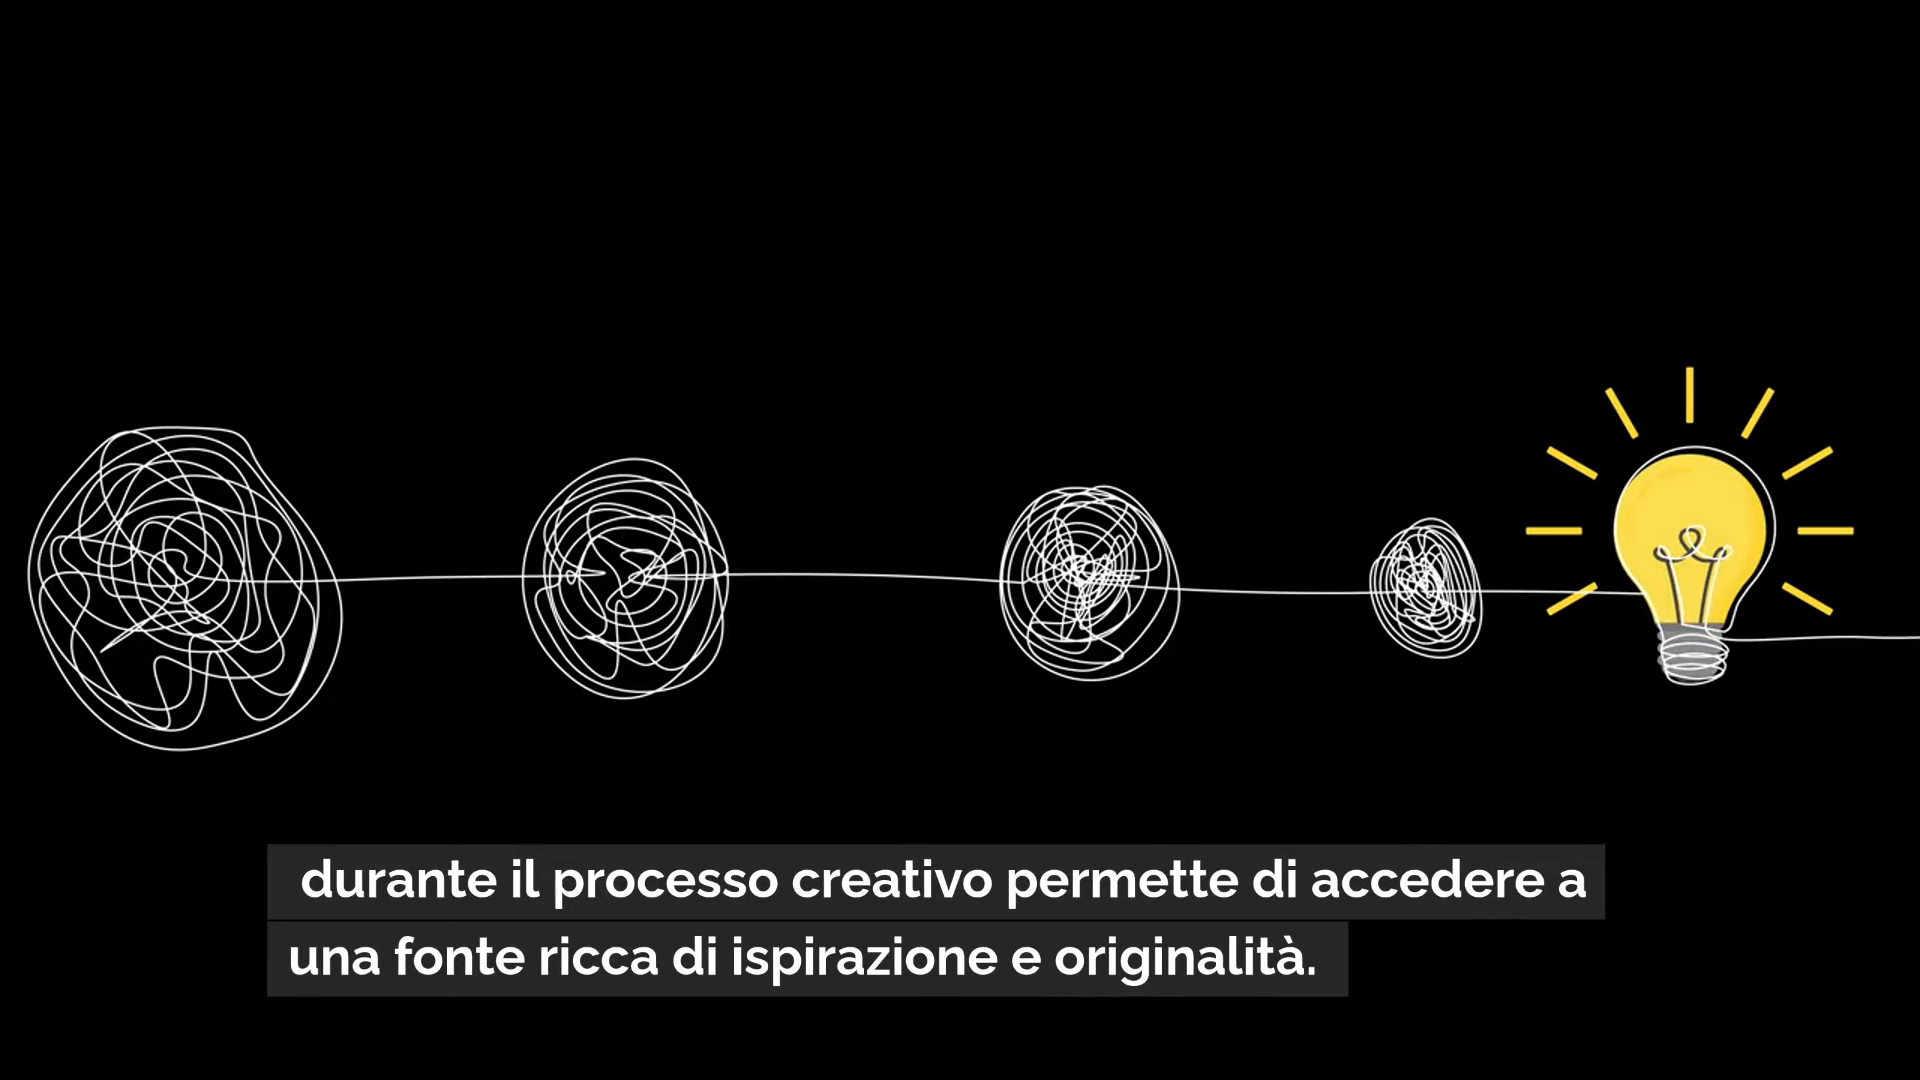 durante il processo creativo permette di accedere a
una fonte ricca di ispirazione e originalità.